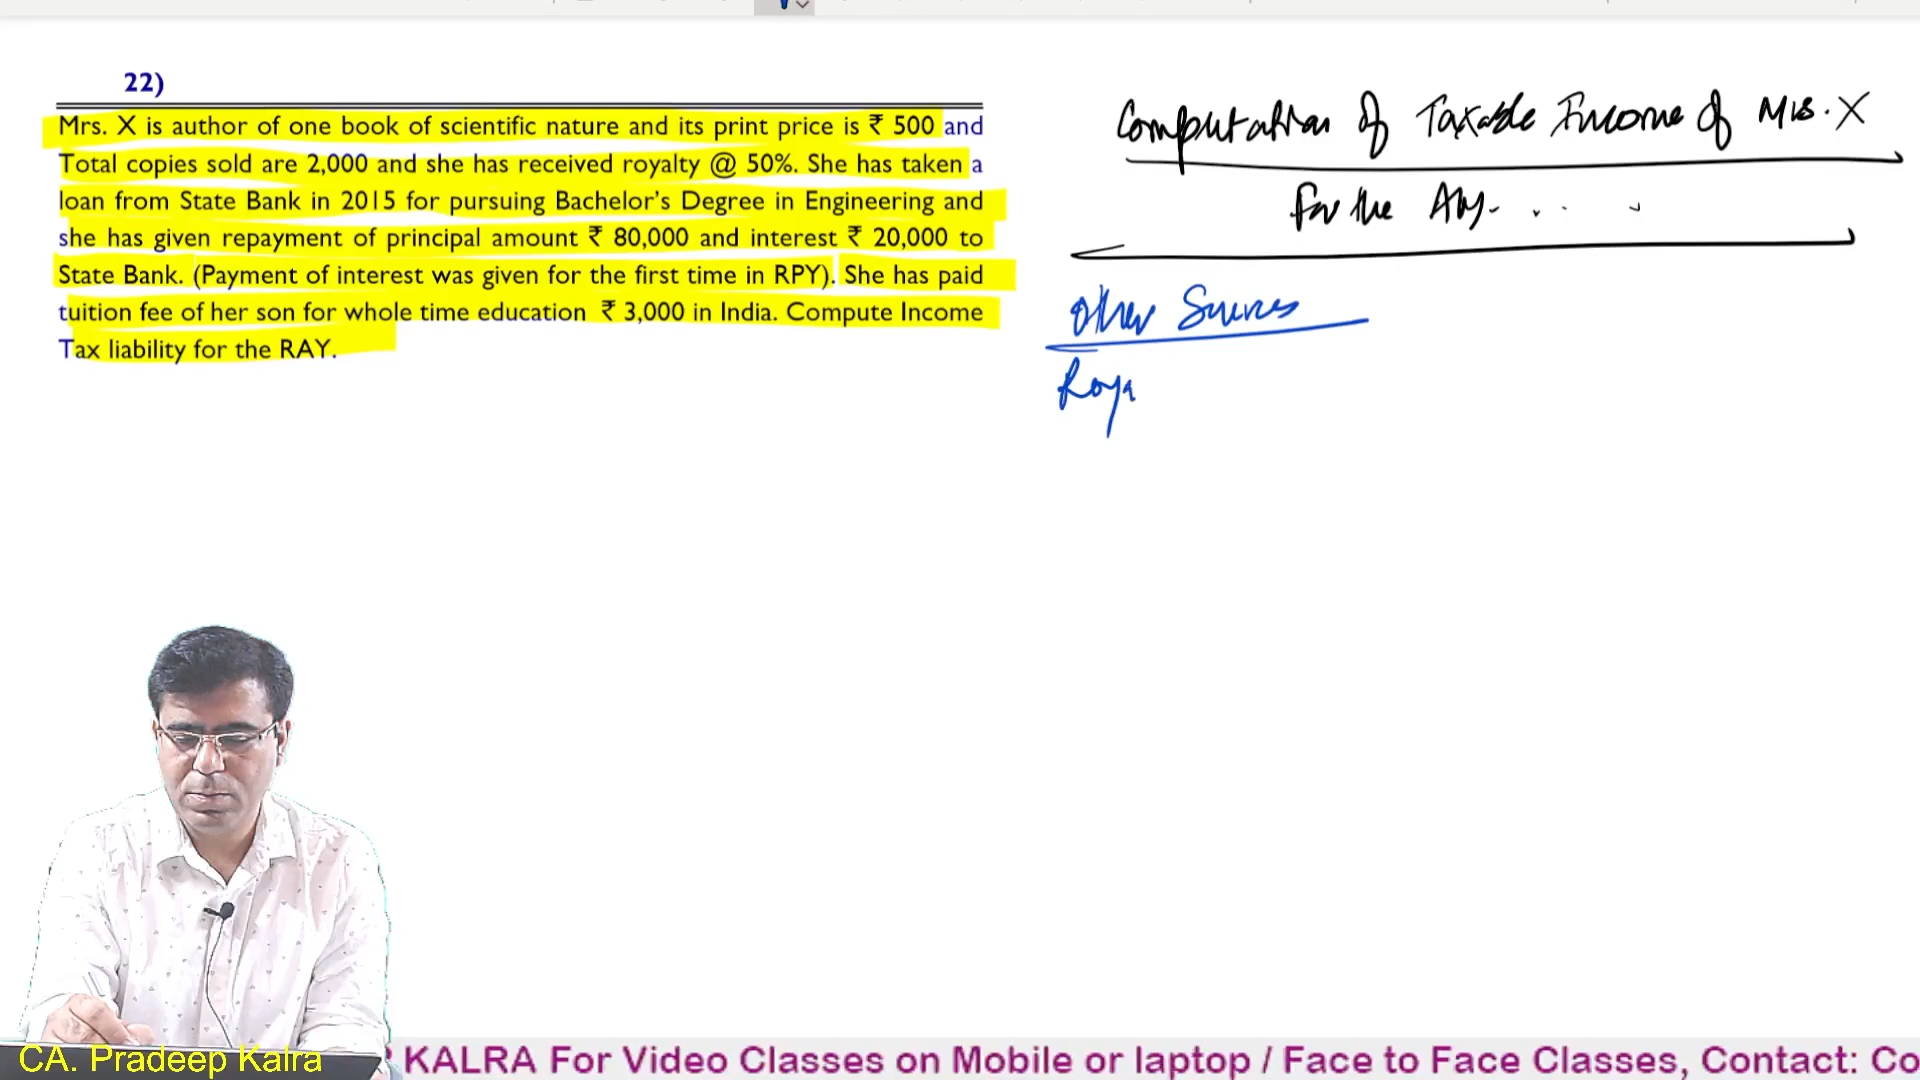 22)
Mrs. X is author of one book of scientific nature and its print price is ₹ 500 and
Total copies sold are 2,000 and she has received royalty @ 50%. She has taken a
loan from State Bank in 2015 for pursuing Bachelor's Degree in Engineering and
she has given repayment of principal amount ₹ 80,000 and interest ₹ 20,000 to
State Bank. (Payment of interest was given for the first time in RPY). She has paid
tuition fee of her son for whole time education ₹ 3,000 in India. Compute Income
Tax liability for the RAY.
Computation of Taxable Income of Mrs. X
for the A.y. . . .
Other Sources
Roya
CA. Pradeep Kalra
KALRA For Video Classes on Mobile or laptop / Face to Face Classes, Contact: Co